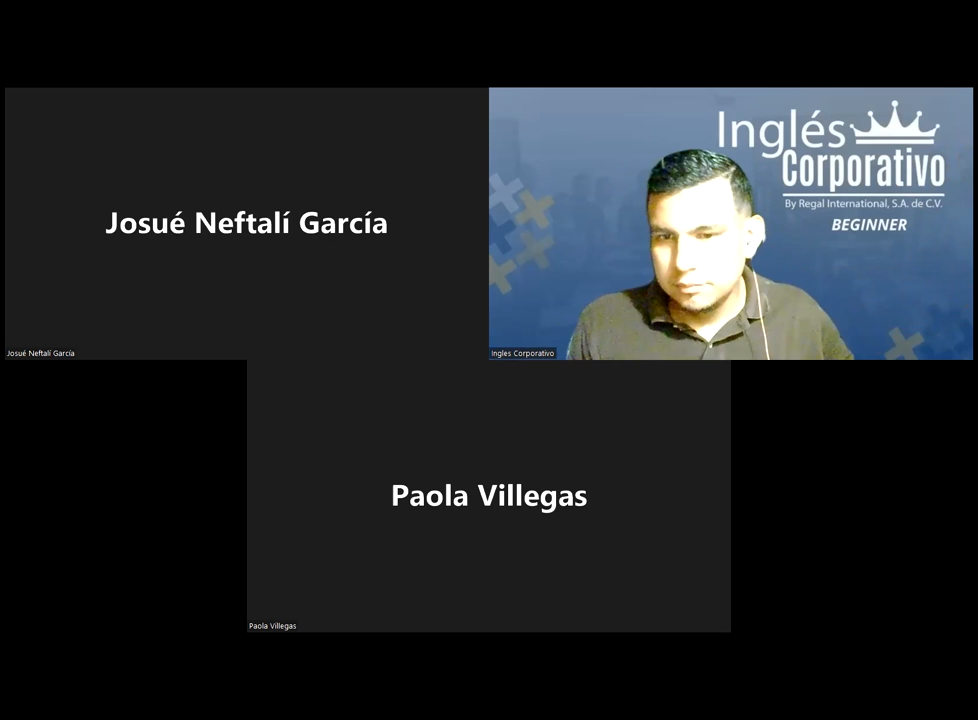 Josué Neftalí García
Josué Neftalí García
Inglés
Corporativo
By Regal International, S.A. de C.V.
BEGINNER
Ingles Corporativo
Paola Villegas
Paola Villegas